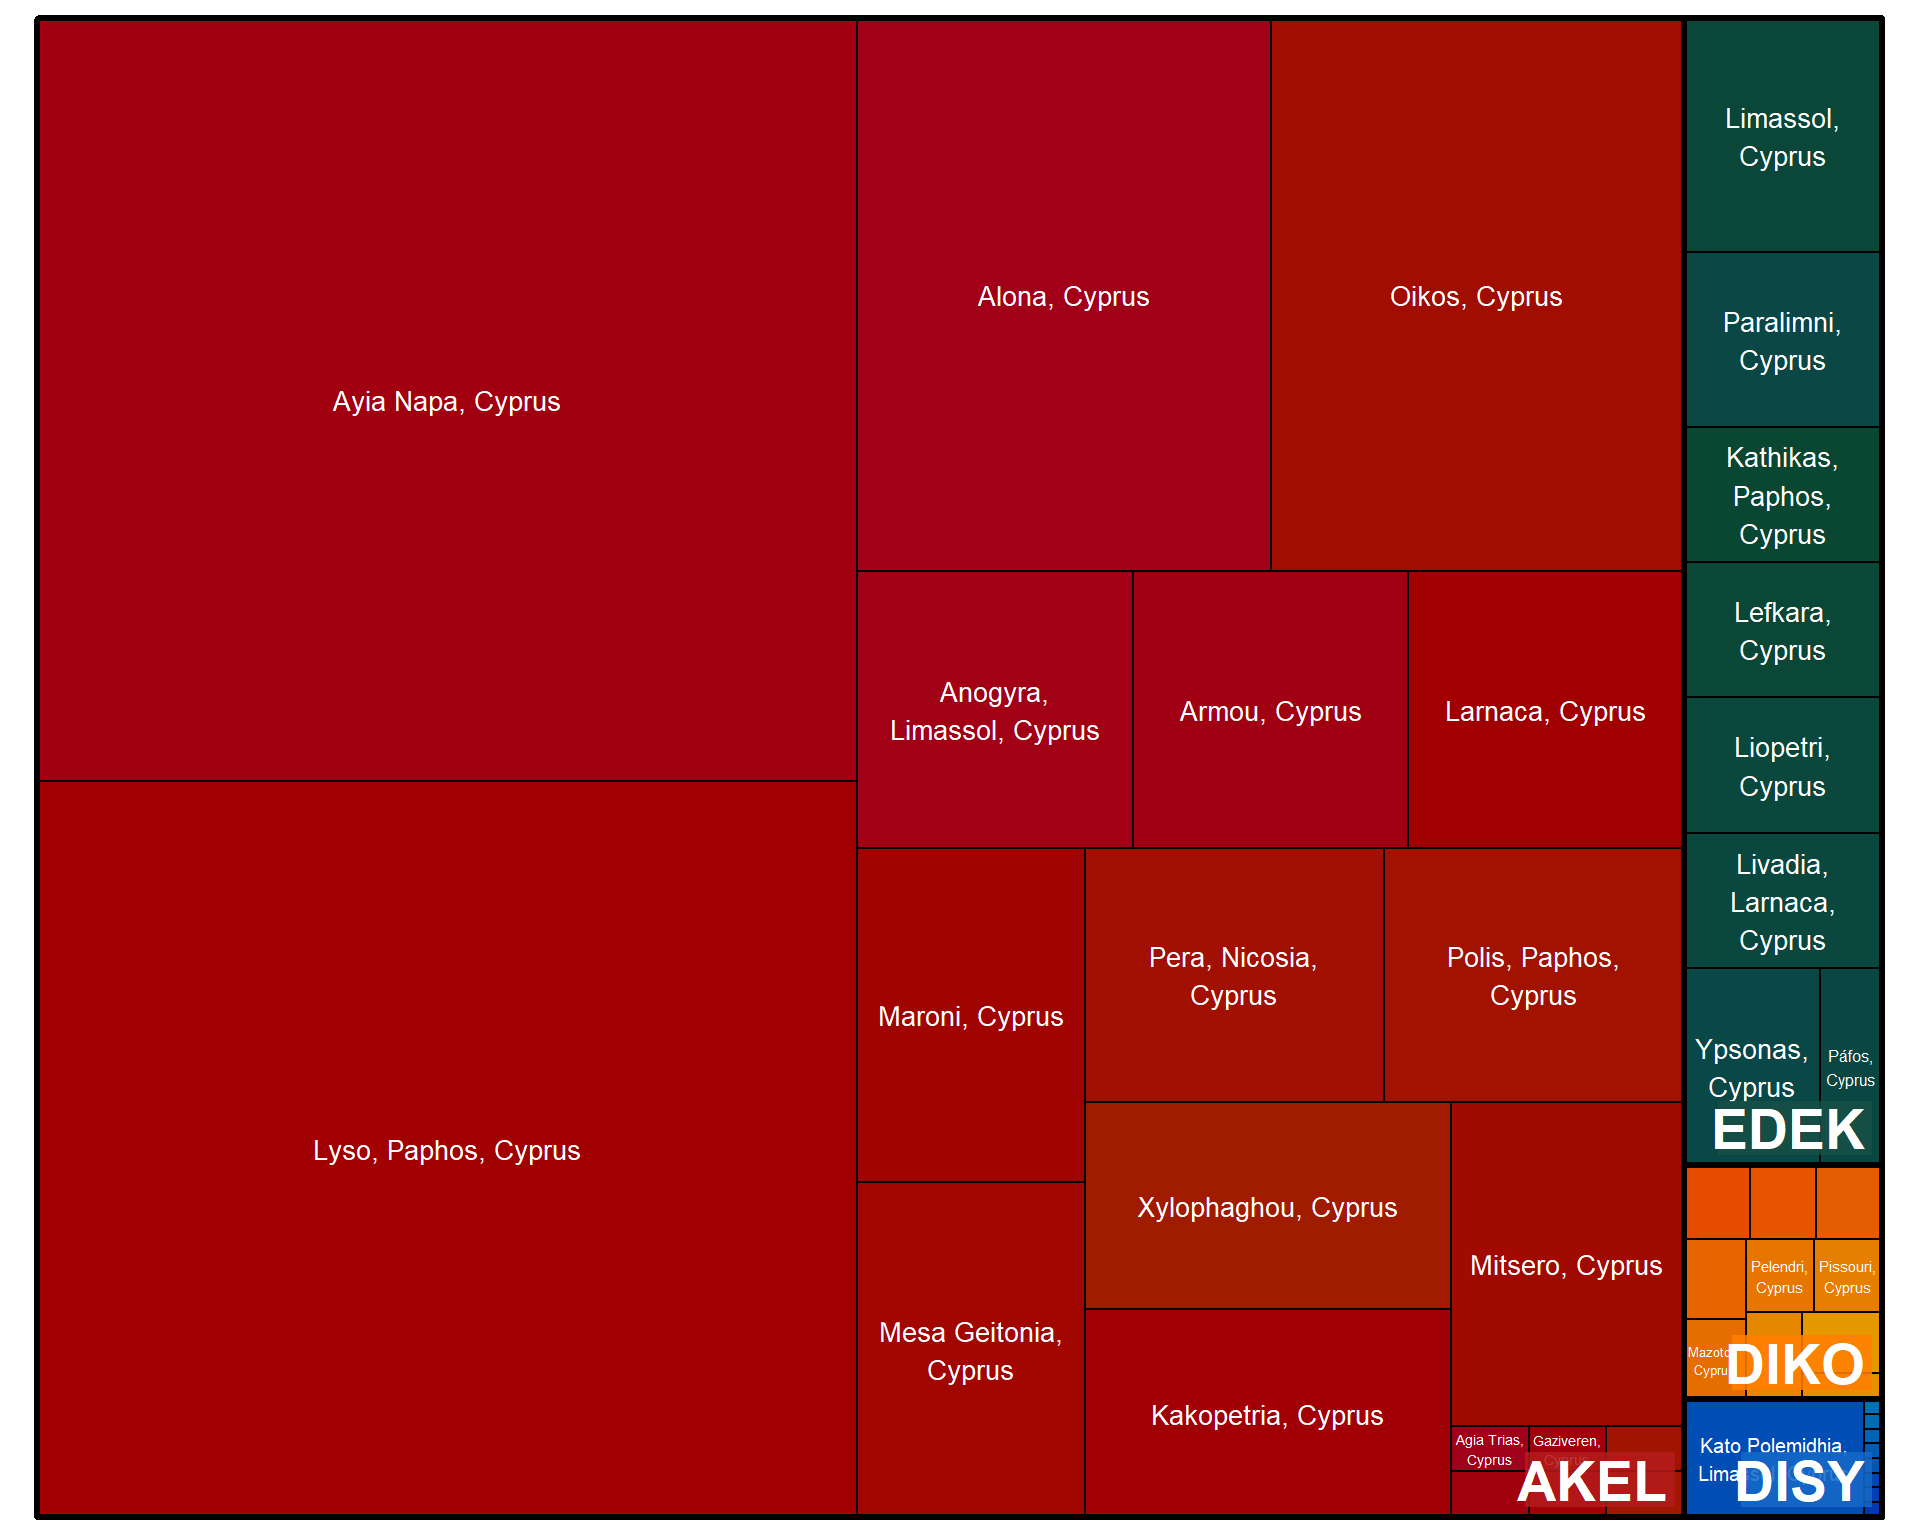 Ayia Napa, Cyprus
Lyso, Paphos, Cyprus
Alona, Cyprus
Oikos, Cyprus
Anogyra,
Limassol, Cyprus
Armou, Cyprus
Larnaca, Cyprus
Maroni, Cyprus
Mesa Geitonia,
Cyprus
Pera, Nicosia,
Cyprus
Polis, Paphos,
Cyprus
Xylophaghou, Cyprus
Kakopetria, Cyprus
Mitsero, Cyprus
Agia Trias,
Cyprus
Gaziveren,
Cyprus
AKEL
Limassol,
Cyprus
Paralimni,
Cyprus
Kathikas,
Paphos,
Cyprus
Lefkara,
Cyprus
Liopetri,
Cyprus
Livadia,
Larnaca,
Cyprus
Ypsonas,
Cyprus
Páfos,
Cyprus
EDEK
Pelendri,
Cyprus
Pissouri,
Cyprus
DIKO
Kato Polemidhia,
DISY